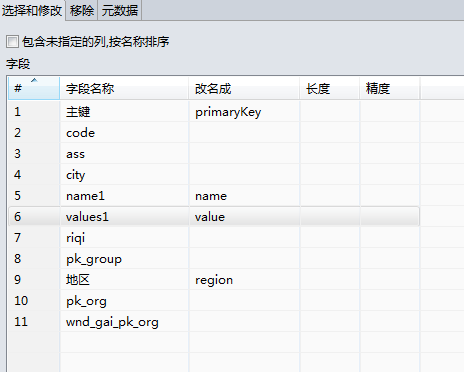 选择和修改 移除 元数据
包含未指定的列,按名称排序
字段
# 字段名称 改名成 长度 精度
1 主键 primaryKey
2 code
3 ass
4 city
5 name1 name
6 values1 value
7 riqi
8 pk_group
9 地区 region
10 pk_org
11 wnd_gai_pk_org